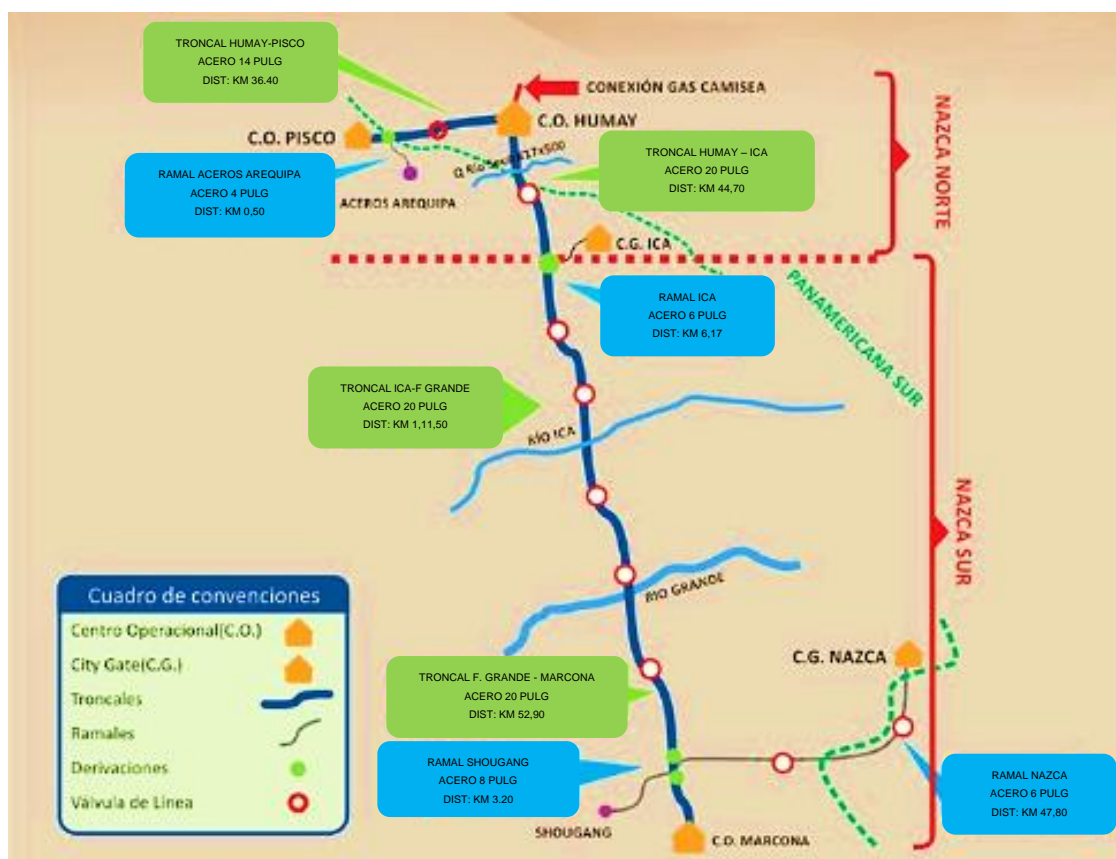 TRONCAL HUMAY-PISCO
ACERO 14 PULG
DIST: KM 36.40
CONEXIÓN GAS CAMISEA
C.O. HUMAY
C.O. PISCO
NAZCA NORTE
TRONCAL HUMAY – ICA
ACERO 20 PULG
DIST: KM 44,70
Q Río Seco
RAMAL ACEROS AREQUIPA
ACERO 4 PULG
DIST: KM 0,50
ACEROS AREQUIPA
C.G. ICA
PANAMERICANA SUR
RAMAL ICA
ACERO 6 PULG
DIST: KM 6,17
TRONCAL ICA-F GRANDE
ACERO 20 PULG
DIST: KM 1,11,50
RÍO ICA
NAZCA SUR
RIO GRANDE
Cuadro de convenciones
Centro Operacional(C.O.)
City Gate(C.G.)
Troncales
Ramales
Derivaciones
Válvula de Linea
C.G. NAZCA
TRONCAL F. GRANDE - MARCONA
ACERO 20 PULG
DIST: KM 52,90
RAMAL SHOUGANG
ACERO 8 PULG
DIST: KM 3.20
RAMAL NAZCA
ACERO 6 PULG
DIST: KM 47,80
SHOUGANG
C.O. MARCONA